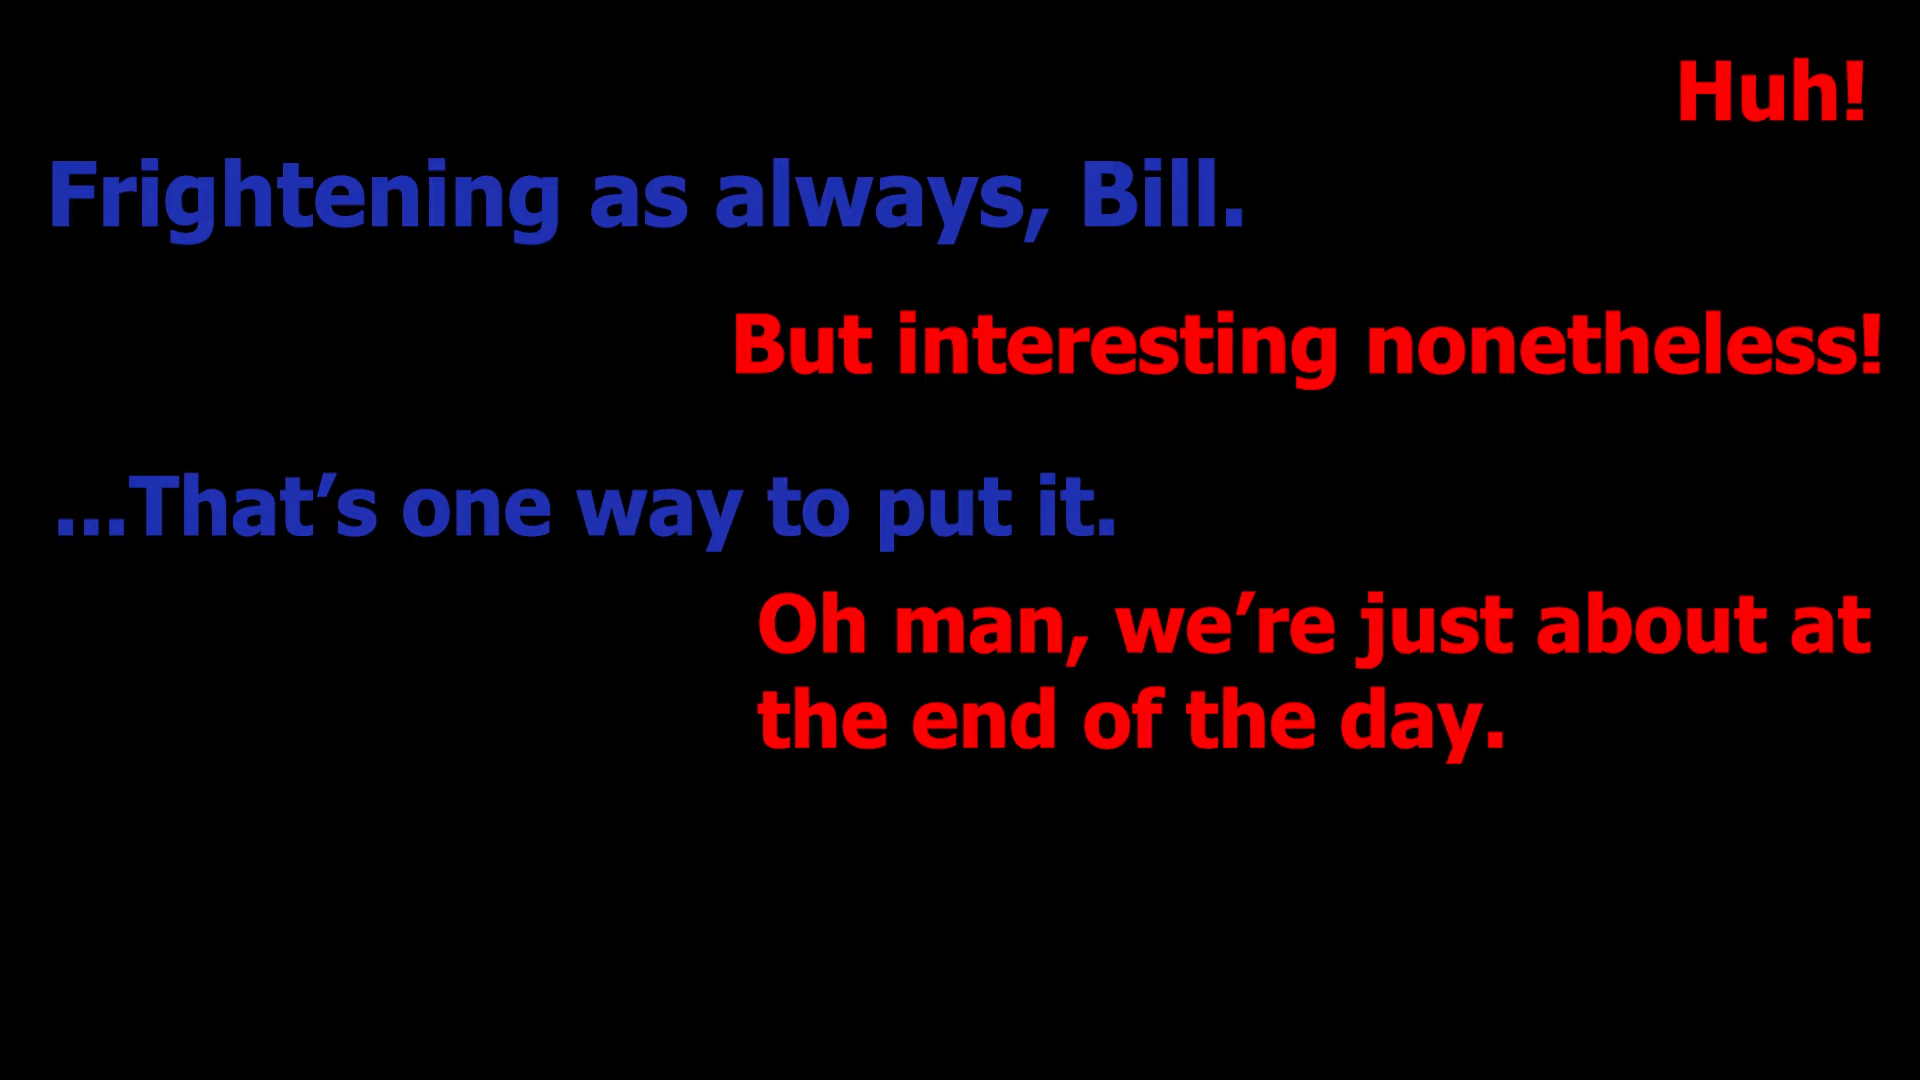 Huh!
Frightening as always, Bill.
But interesting nonetheless!
...That’s one way to put it.
Oh man, we’re just about at
the end of the day.